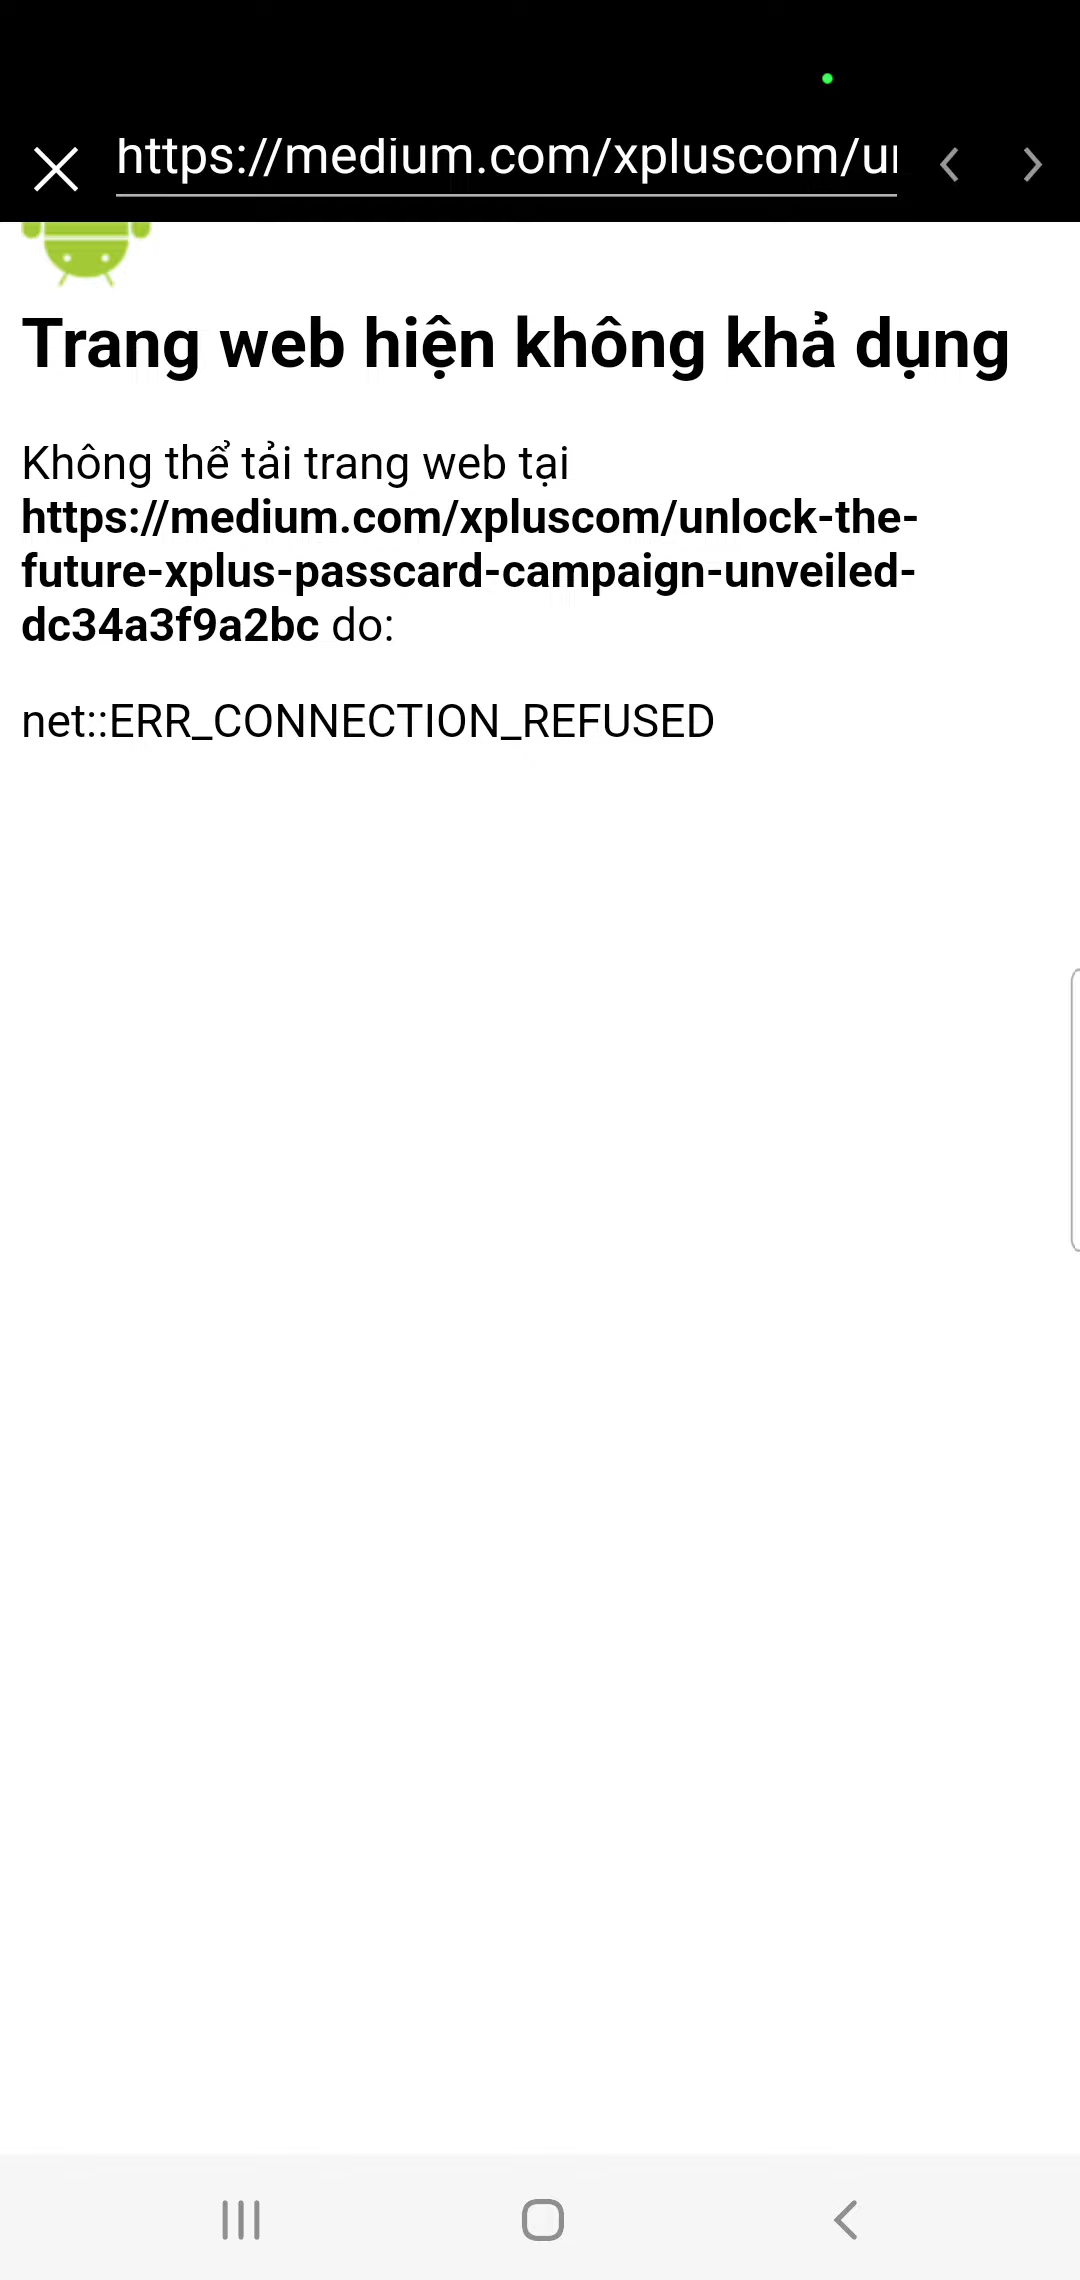 https://medium.com/xpluscom/u
Trang web hiện không khả dụng
Không thể tải trang web tại
https://medium.com/xpluscom/unlock-the-
future-xplus-passcard-campaign-unveiled-
dc34a3f9a2bc do:
net::ERR_CONNECTION_REFUSED